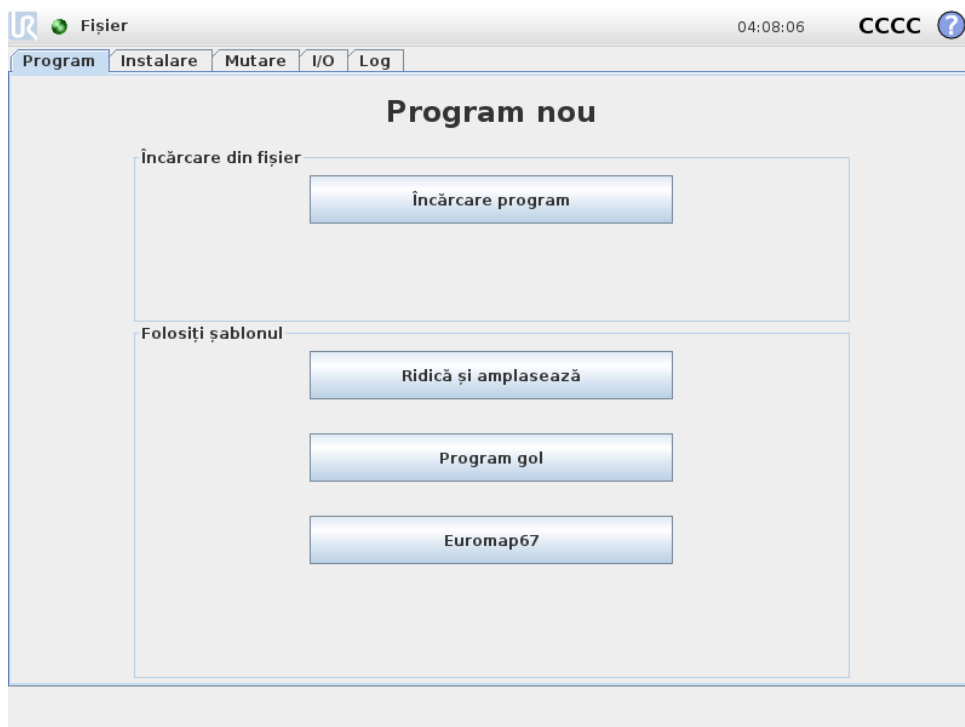 UR Fișier 04:08:06 CCCC ?
Program Instalare Mutare I/O Log
Program nou
Încărcare din fișier
Încărcare program
Folosiți șablonul
Ridică și amplasează
Program gol
Euromap67